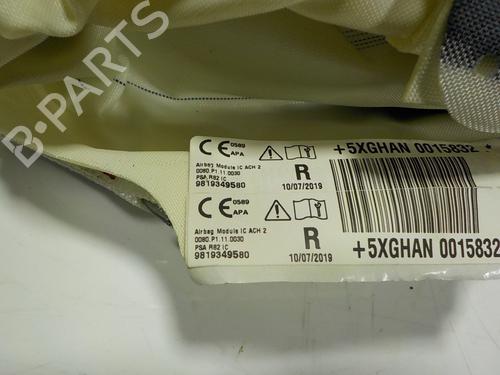 B-PARTS
CE 0589
APA
Airbag Module IC ACH 2
0080.P1.11.0030
PSA R82 IC
9819349580
R
10/07/2019
+5XGHAN 0015832 *
CE 0589
APA
Airbag Module IC ACH 2
0080.P1.11.0030
PSA R82 IC
9819349580
R
10/07/2019
+5XGHAN 0015832